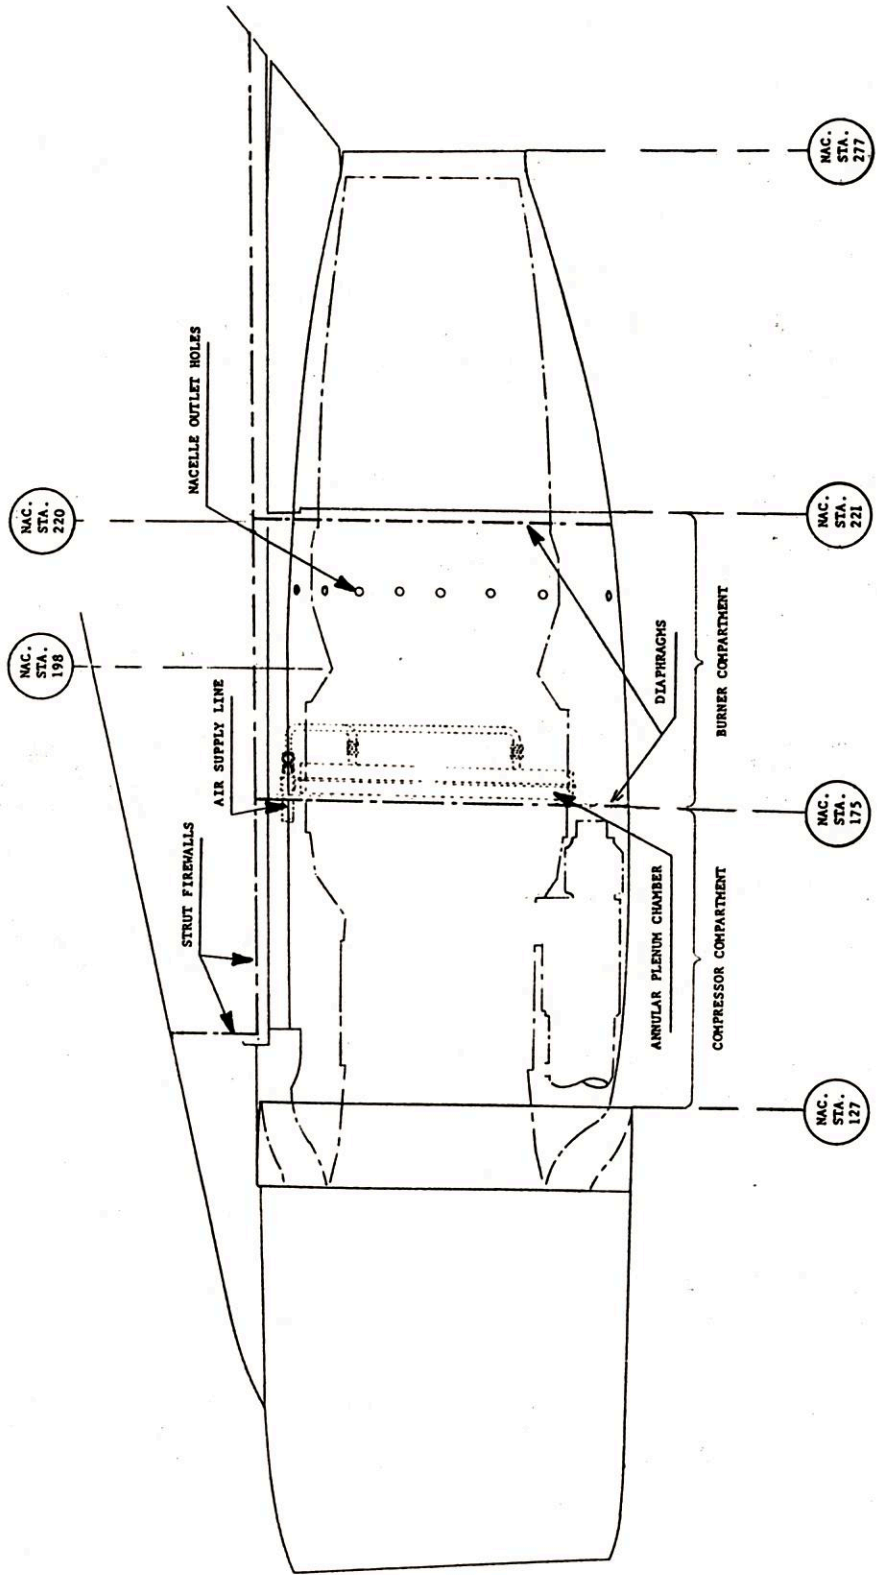 NAC.
STA.
220
NAC.
STA.
198
NACELLE OUTLET HOLES
AIR SUPPLY LINE
STRUT FIREWALLS
NAC.
STA.
277
NAC.
STA.
221
NAC.
STA.
175
NAC.
STA.
127
DIAPHRAGMS
BURNER COMPARTMENT
ANNULAR PLENUM CHAMBER
COMPRESSOR COMPARTMENT